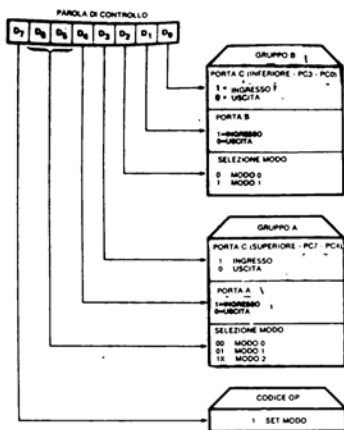 PAROLA DI CONTROLLO
D7 D6 D5 D4 D3 D2 D1 D0
GRUPPO B
PORTA C (INFERIORE - PC3 - PC0)
1 = INGRESSO
0 = USCITA
PORTA B
1=INGRESSO
0=USCITA
SELEZIONE MODO
0 MODO 0
1 MODO 1
GRUPPO A
PORTA C (SUPERIORE - PC7 - PC4)
1 INGRESSO
0 USCITA
PORTA A
1=INGRESSO
0=USCITA
SELEZIONE MODO
00 MODO 0
01 MODO 1
1X MODO 2
CODICE OP
1 SET MODO